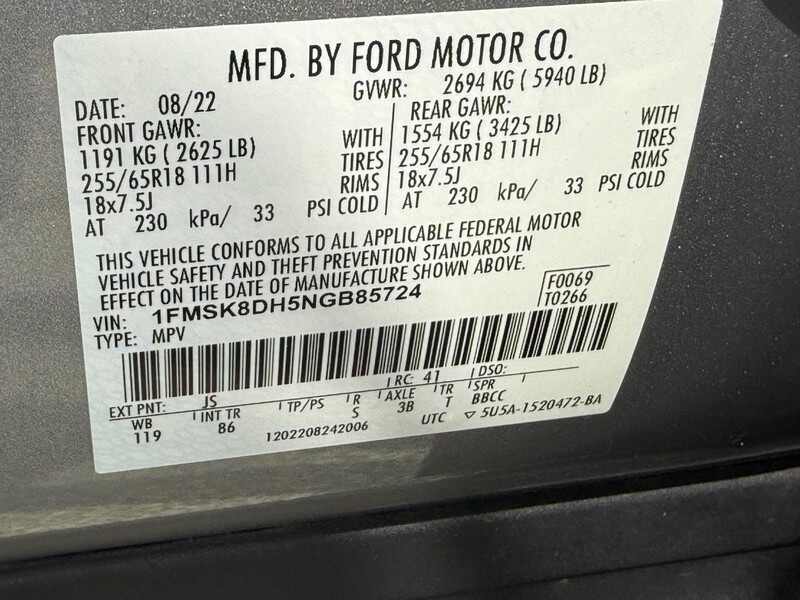 MFD. BY FORD MOTOR CO.
DATE: 08/22 GVWR: 2694 KG ( 5940 LB)
FRONT GAWR: REAR GAWR:
1191 KG ( 2625 LB) WITH 1554 KG ( 3425 LB) WITH
255/65R18 111H TIRES 255/65R18 111H TIRES
18x7.5J RIMS 18x7.5J RIMS
AT 230 kPa/ 33 PSI COLD AT 230 kPa/ 33 PSI COLD
THIS VEHICLE CONFORMS TO ALL APPLICABLE FEDERAL MOTOR
VEHICLE SAFETY AND THEFT PREVENTION STANDARDS IN
EFFECT ON THE DATE OF MANUFACTURE SHOWN ABOVE.
VIN: 1FMSK8DH5NGB85724 F0069
TYPE: MPV T0266
EXT PNT: JS RC: 41 DSO:
WB INT TR TP/PS R AXLE TR SPR
119 86 S 3B T BBCC
1202208242006 UTC ▽ 5U5A-1520472-BA